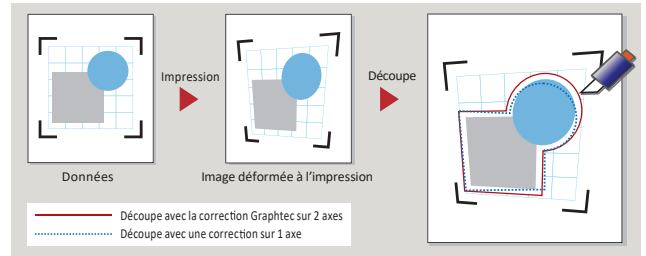 Impression
Découpe
Données
Image déformée à l’impression
Découpe avec la correction Graphtec sur 2 axes
Découpe avec une correction sur 1 axe